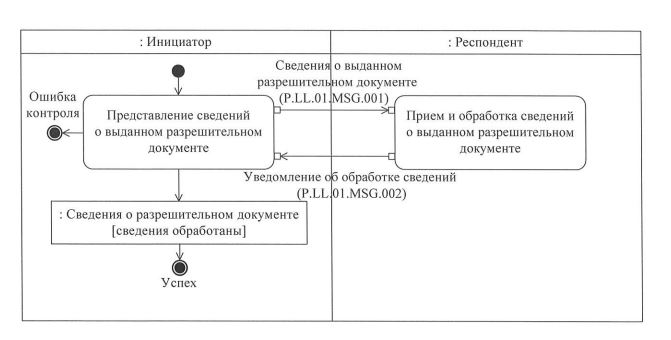 : Инициатор
: Респондент
Сведения о выданном
разрешительном документе
(P.LL.01.MSG.001)
Ошибка
контроля
Представление сведений
о выданном разрешительном
документе
Прием и обработка сведений
о выданном разрешительном
документе
Уведомление об обработке сведений
(P.LL.01.MSG.002)
: Сведения о разрешительном документе
[сведения обработаны]
Успех